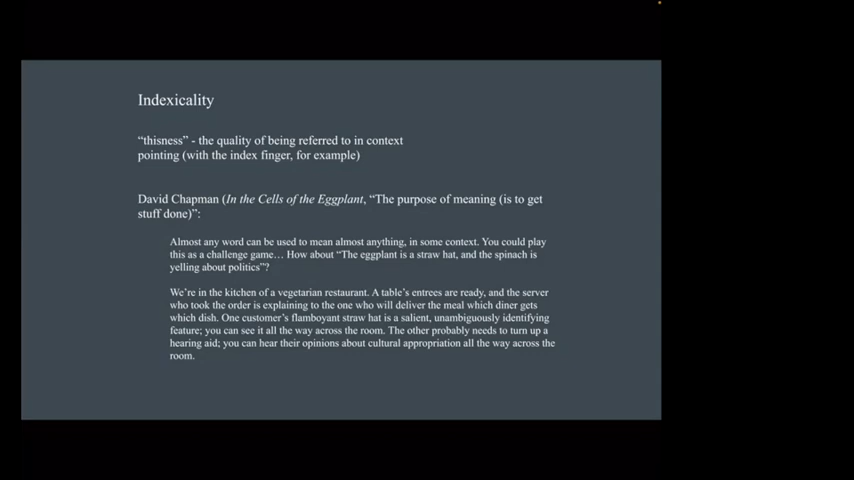 Indexicality
“thisness” - the quality of being referred to in context
pointing (with the index finger, for example)
David Chapman (In the Cells of the Eggplant, “The purpose of meaning (is to get
stuff done)”:
Almost any word can be used to mean almost anything, in some context. You could play
this as a challenge game… How about “The eggplant is a straw hat, and the spinach is
yelling about politics”?
We’re in the kitchen of a vegetarian restaurant. A table’s entrees are ready, and the server
who took the order is explaining to the one who will deliver the meal which diner gets
which dish. One customer’s flamboyant straw hat is a salient, unambiguously identifying
feature; you can see it all the way across the room. The other probably needs to turn up a
hearing aid; you can hear their opinions about cultural appropriation all the way across the
room.